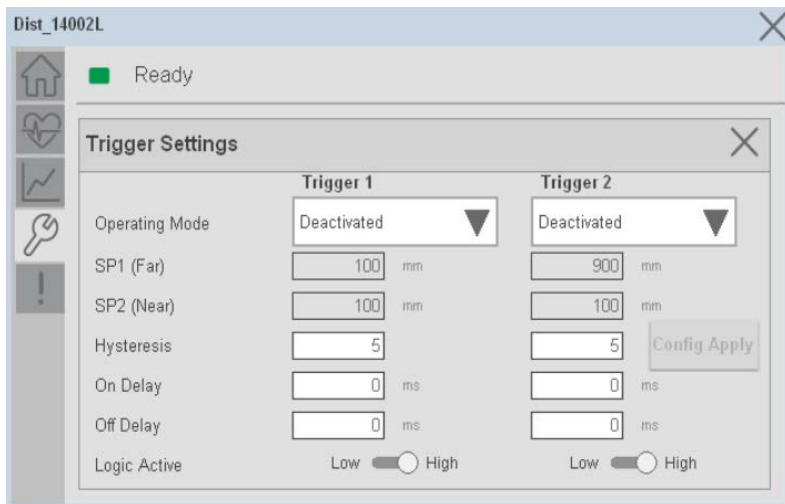 Dist_14002L
Ready
Trigger Settings
Trigger 1 Trigger 2
Operating Mode Deactivated Deactivated
SP1 (Far) 100 mm 900 mm
SP2 (Near) 100 mm 100 mm
Hysteresis 5 5 Config Apply
On Delay 0 ms 0 ms
Off Delay 0 ms 0 ms
Logic Active Low High Low High